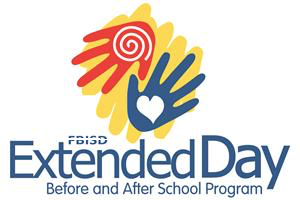 FBISD
Extended Day
Before and After School Program